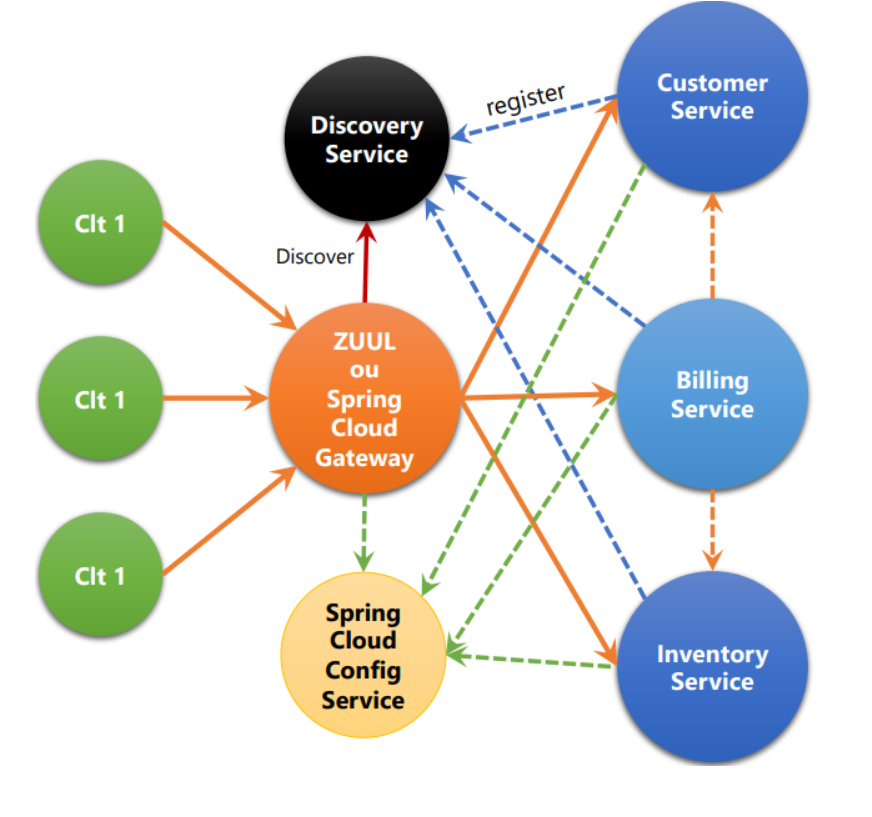 Discovery
Service
register
Customer
Service
Clt 1
Discover
ZUUL
ou
Spring
Cloud
Gateway
Clt 1
Billing
Service
Clt 1
Spring
Cloud
Config
Service
Inventory
Service